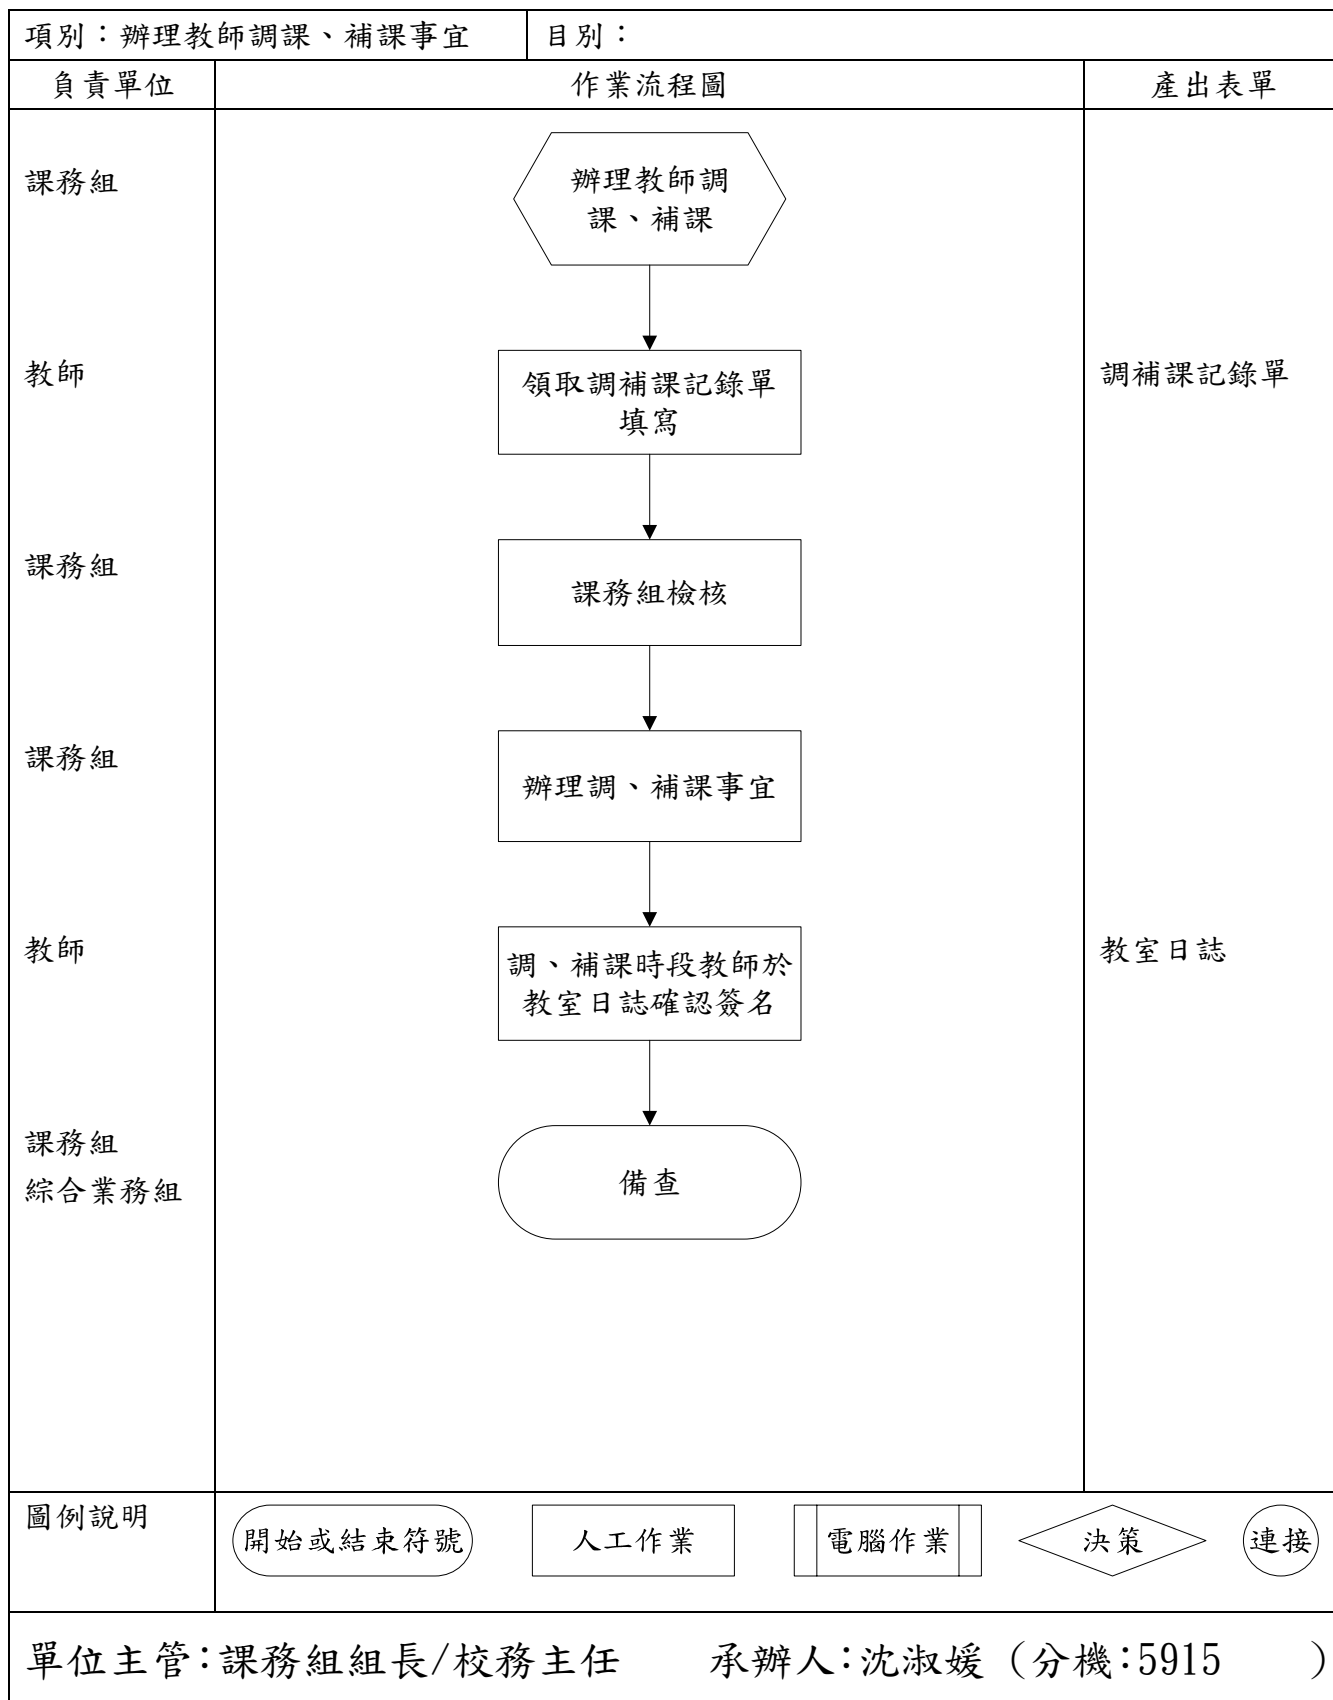 項別：辦理教師調課、補課事宜 目別：
負責單位 作業流程圖 產出表單
課務組
辦理教師調
課、補課
教師
領取調補課記錄單
填寫
調補課記錄單
課務組
課務組檢核
課務組
辦理調、補課事宜
教師
調、補課時段教師於
教室日誌確認簽名
教室日誌
課務組
綜合業務組
備查
圖例說明
開始或結束符號 人工作業 電腦作業 決策 連接
單位主管:課務組組長/校務主任 承辦人:沈淑媛（分機:5915 ）